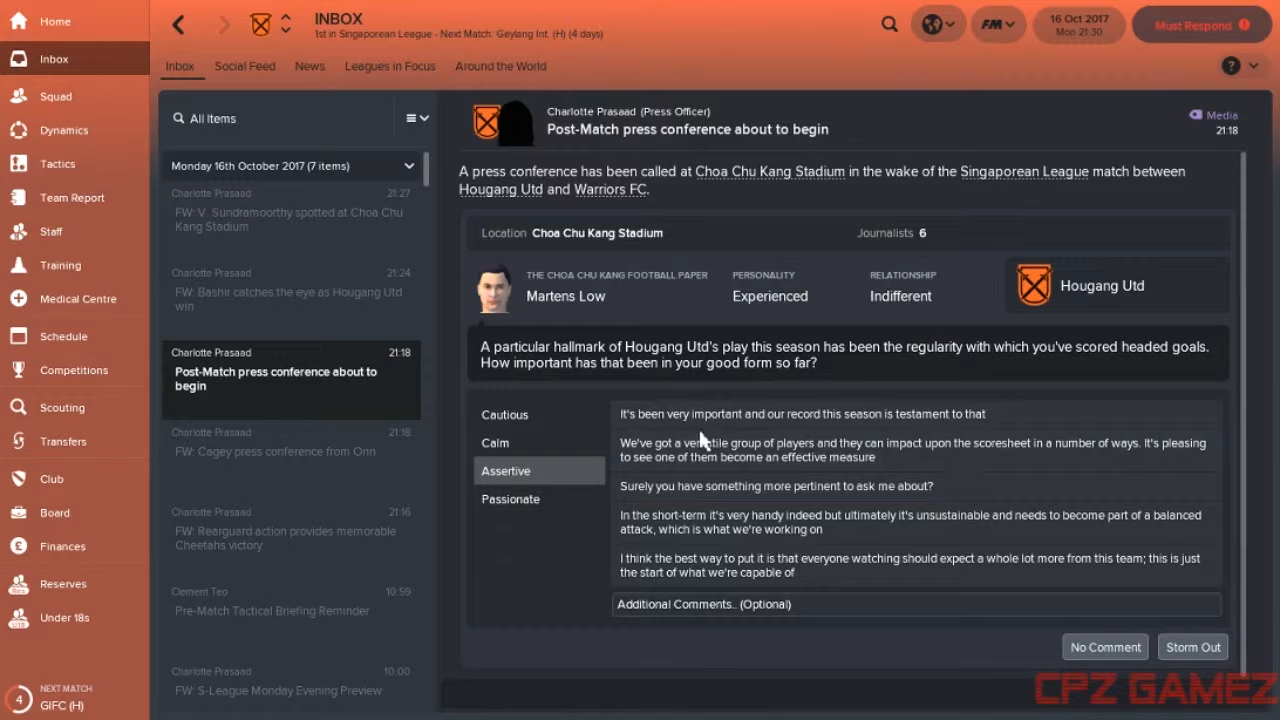 Home
Inbox
Squad
Dynamics
Tactics
Team Report
Staff
Training
Medical Centre
Schedule
Competitions
Scouting
Transfers
Club
Board
Finances
Reserves
Under 18s
4
NEXT MATCH
GIFC (H)
INBOX
1st in Singaporean League - Next Match: Geylang Int. (H) (4 days)
FM
16 Oct 2017
Mon 21:30
Must Respond
Inbox Social Feed News Leagues in Focus Around the World
?
All Items
Monday 16th October 2017 (7 items)
Charlotte Prasaad 21:27
FW: V. Sundramoorthy spotted at Choa Chu
Kang Stadium
Charlotte Prasaad 21:24
FW: Bashir catches the eye as Hougang Utd
win
Charlotte Prasaad 21:18
Post-Match press conference about to
begin
Charlotte Prasaad 21:18
FW: Cagey press conference from Onn
Charlotte Prasaad 21:16
FW: Rearguard action provides memorable
Cheetahs victory
Clement Teo 10:59
Pre-Match Tactical Briefing Reminder
Charlotte Prasaad 10:00
FW: S-League Monday Evening Preview
Charlotte Prasaad (Press Officer)
Post-Match press conference about to begin
Media
21:18
A press conference has been called at Choa Chu Kang Stadium in the wake of the Singaporean League match between
Hougang Utd and Warriors FC.
Location Choa Chu Kang Stadium Journalists 6
THE CHOA CHU KANG FOOTBALL PAPER PERSONALITY RELATIONSHIP
Martens Low Experienced Indifferent Hougang Utd
A particular hallmark of Hougang Utd's play this season has been the regularity with which you've scored headed goals.
How important has that been in your good form so far?
Cautious
Calm
Assertive
Passionate
It's been very important and our record this season is testament to that
We've got a versatile group of players and they can impact upon the scoresheet in a number of ways. It's pleasing
to see one of them become an effective measure
Surely you have something more pertinent to ask me about?
In the short-term it's very handy indeed but ultimately it's unsustainable and needs to become part of a balanced
attack, which is what we're working on
I think the best way to put it is that everyone watching should expect a whole lot more from this team; this is just
the start of what we're capable of
Additional Comments.. (Optional)
No Comment Storm Out
CPZ GAMEZ